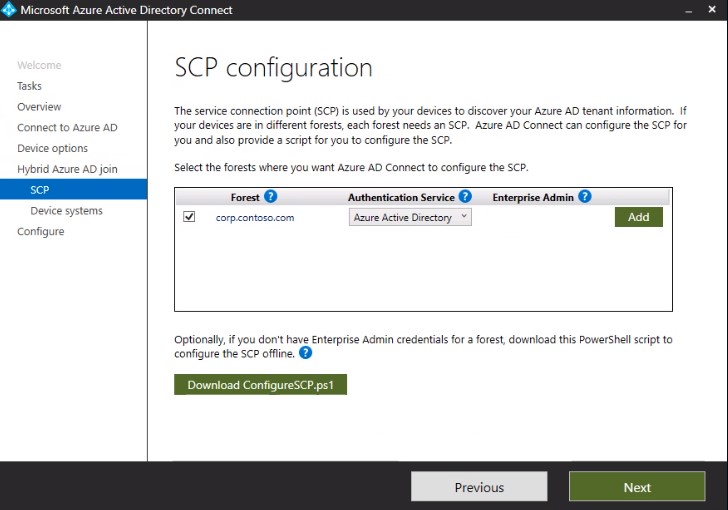 Microsoft Azure Active Directory Connect
Welcome
Tasks
Overview
Connect to Azure AD
Device options
Hybrid Azure AD join
SCP
Device systems
Configure
SCP configuration
The service connection point (SCP) is used by your devices to discover your Azure AD tenant information. If
your devices are in different forests, each forest needs an SCP. Azure AD Connect can configure the SCP for
you and also provide a script for you to configure the SCP.
Select the forests where you want Azure AD Connect to configure the SCP.
Forest ? Authentication Service ? Enterprise Admin ?
corp.contoso.com Azure Active Directory Add
Optionally, if you don't have Enterprise Admin credentials for a forest, download this PowerShell script to
configure the SCP offline. ?
Download ConfigureSCP.ps1
Previous Next